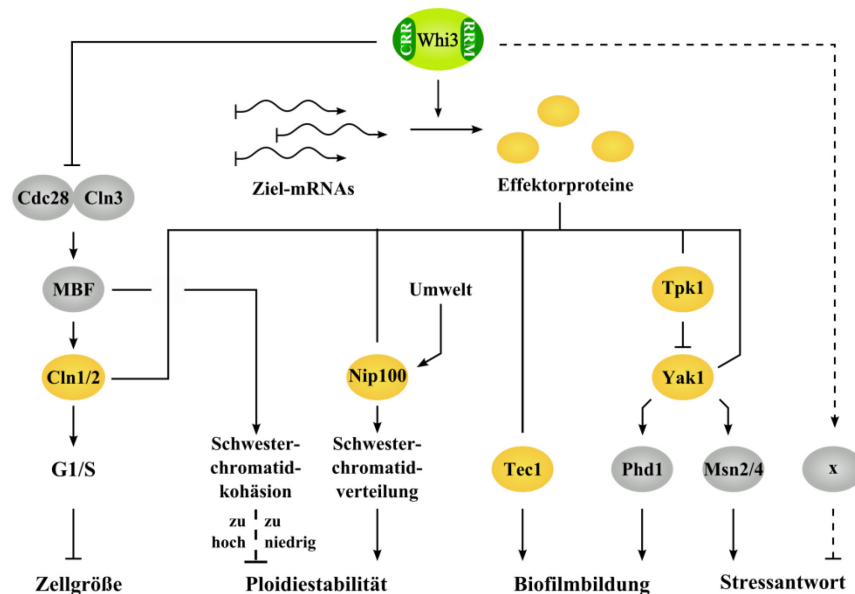 CRR
Whi3
RRM
Ziel-mRNAs
Effektorproteine
Cdc28
Cln3
MBF
Umwelt
Tpk1
Cln1/2
Nip100
Yak1
G1/S
Schwester-
chromatid-
kohäsion
Schwester-
chromatid-
verteilung
Tec1
Phd1
Msn2/4
x
zu
hoch
zu
niedrig
Zellgröße
Ploidiestabilität
Biofilmbildung
Stressantwort